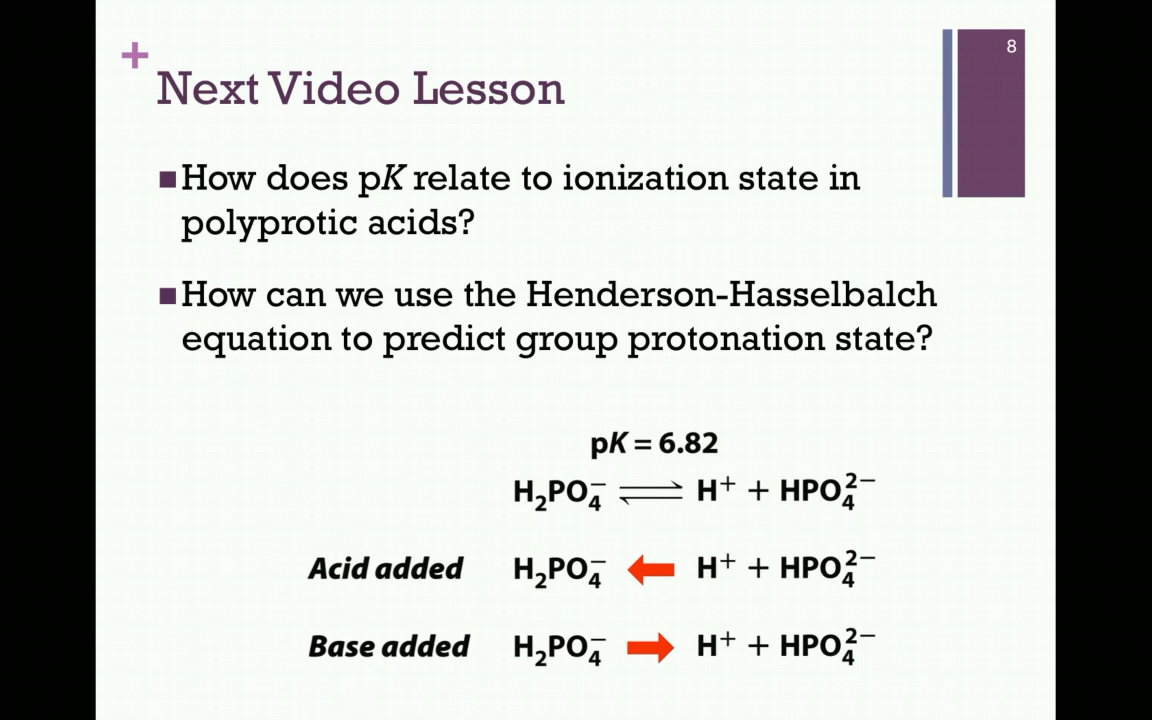 8
+
Next Video Lesson
■How does pK relate to ionization state in
polyprotic acids?
■How can we use the Henderson-Hasselbalch
equation to predict group protonation state?
pK = 6.82
H₂PO₄⁻ ⇌ H⁺ + HPO₄²⁻
Acid added H₂PO₄⁻ ← H⁺ + HPO₄²⁻
Base added H₂PO₄⁻ → H⁺ + HPO₄²⁻